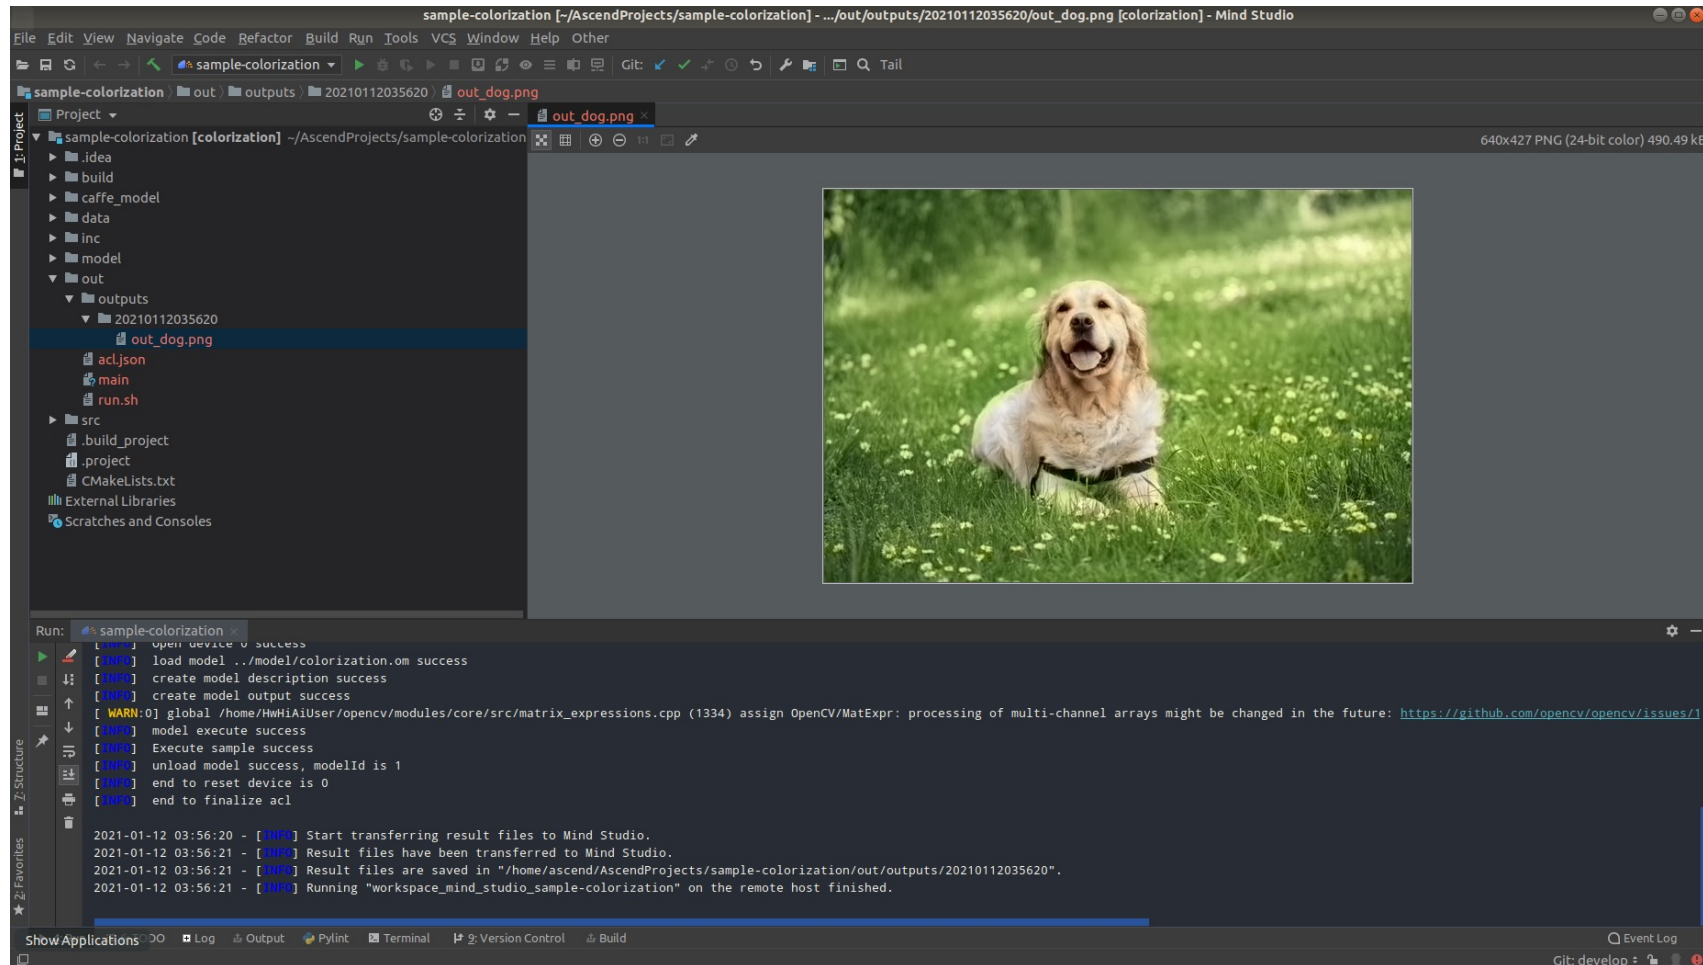 sample-colorization [~/AscendProjects/sample-colorization] - .../out/outputs/20210112035620/out_dog.png [colorization] - Mind Studio
File Edit View Navigate Code Refactor Build Run Tools VCS Window Help Other
sample-colorization Git: Tail
sample-colorization out outputs 20210112035620 out_dog.png
1: Project
Project
out_dog.png
sample-colorization [colorization] ~/AscendProjects/sample-colorization
1:1
640x427 PNG (24-bit color) 490.49 kB
.idea
build
caffe_model
data
inc
model
out
outputs
20210112035620
out_dog.png
acl.json
main
run.sh
src
.build_project
.project
CMakeLists.txt
External Libraries
Scratches and Consoles
Run: sample-colorization
[INFO] Open device 0 success
[INFO] load model ../model/colorization.om success
[INFO] create model description success
[INFO] create model output success
[ WARN:0] global /home/HwHiAiUser/opencv/modules/core/src/matrix_expressions.cpp (1334) assign OpenCV/MatExpr: processing of multi-channel arrays might be changed in the future: https://github.com/opencv/opencv/issues/1
[INFO] model execute success
[INFO] Execute sample success
[INFO] unload model success, modelId is 1
[INFO] end to reset device is 0
[INFO] end to finalize acl
2021-01-12 03:56:20 - [INFO] Start transferring result files to Mind Studio.
2021-01-12 03:56:21 - [INFO] Result files have been transferred to Mind Studio.
2021-01-12 03:56:21 - [INFO] Result files are saved in "/home/ascend/AscendProjects/sample-colorization/out/outputs/20210112035620".
2021-01-12 03:56:21 - [INFO] Running "workspace_mind_studio_sample-colorization" on the remote host finished.
7: Structure
2: Favorites
Show Applications Log Output Pylint Terminal 9: Version Control Build Event Log
Git: develop